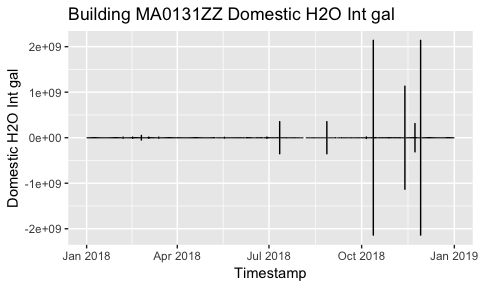 Building MA0131ZZ Domestic H2O Int gal
Domestic H2O Int gal
2e+09
1e+09
0e+00
-1e+09
-2e+09
Jan 2018 Apr 2018 Jul 2018 Oct 2018 Jan 2019
Timestamp